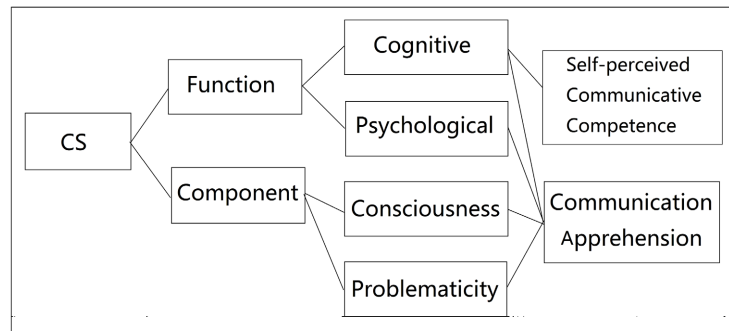 CS
Function
Component
Cognitive
Psychological
Consciousness
Problematicity
Self-perceived
Communicative
Competence
Communication
Apprehension